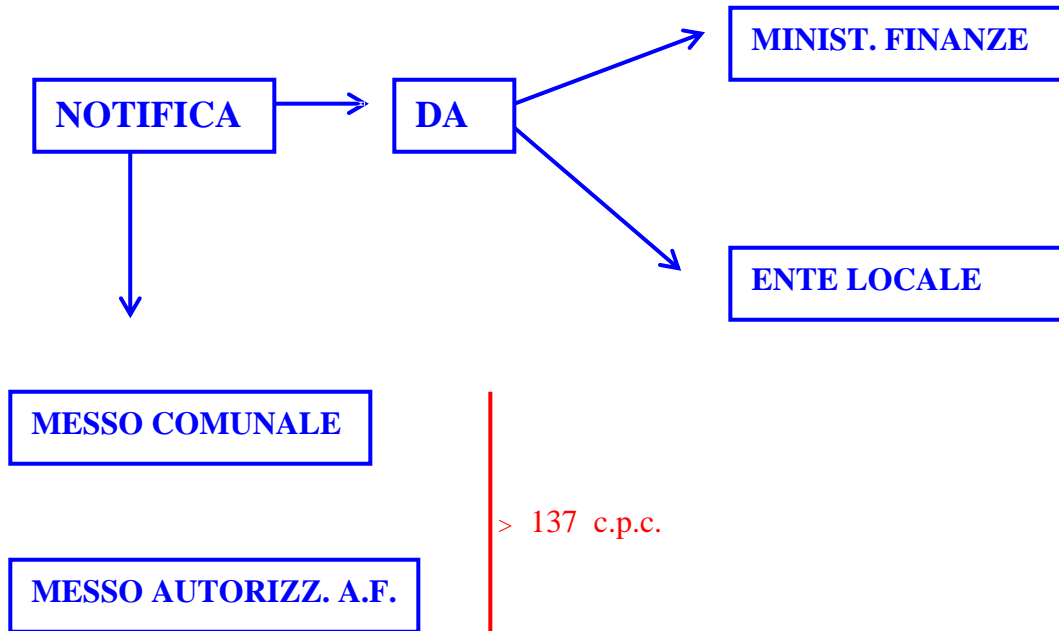 MINIST. FINANZE
NOTIFICA
DA
ENTE LOCALE
MESSO COMUNALE
> 137 c.p.c.
MESSO AUTORIZZ. A.F.